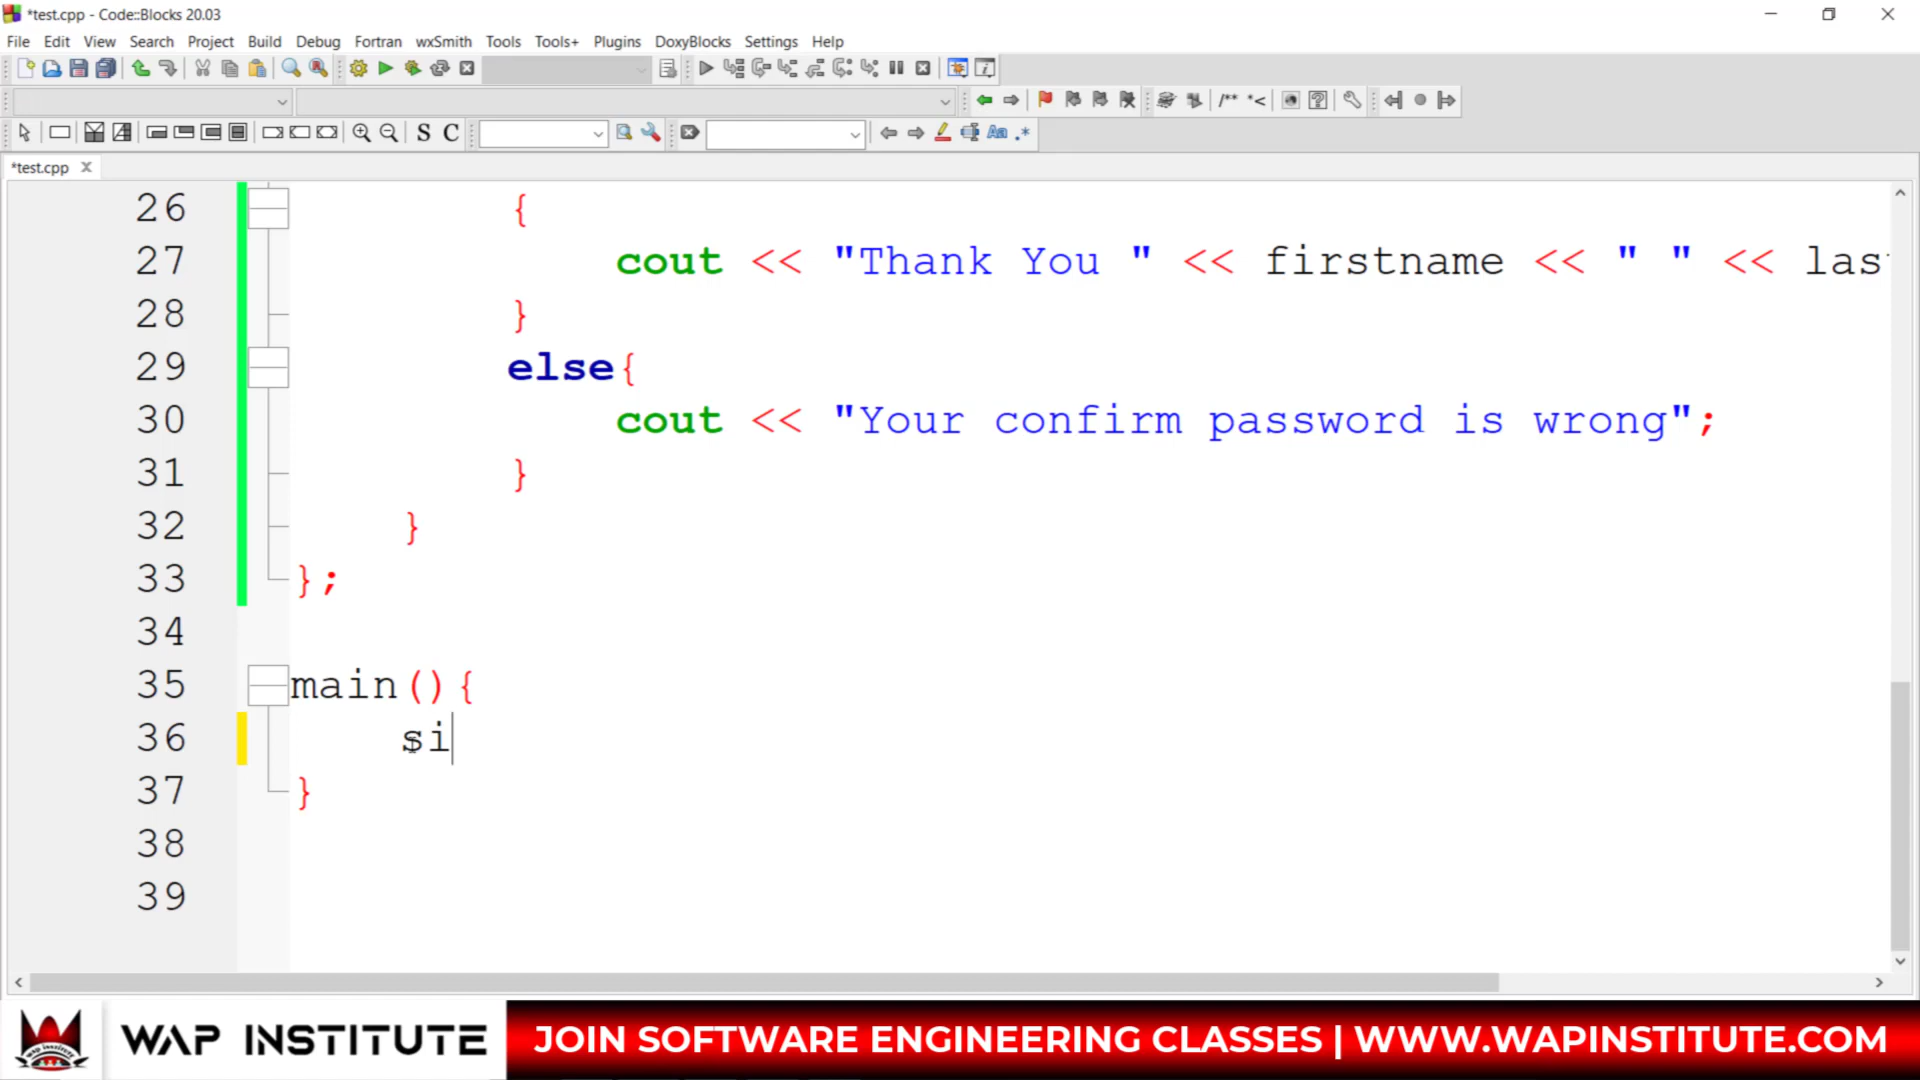 *test.cpp - Code::Blocks 20.03
File Edit View Search Project Build Debug Fortran wxSmith Tools Tools+ Plugins DoxyBlocks Settings Help
/** *<
S C
Aa .*
*test.cpp
26 {
27 cout << "Thank You " << firstname << " " << las
28 }
29 else{
30 cout << "Your confirm password is wrong";
31 }
32 }
33 };
34
35 main(){
36 si
37 }
38
39
wap institute
WAP INSTITUTE
JOIN SOFTWARE ENGINEERING CLASSES | WWW.WAPINSTITUTE.COM